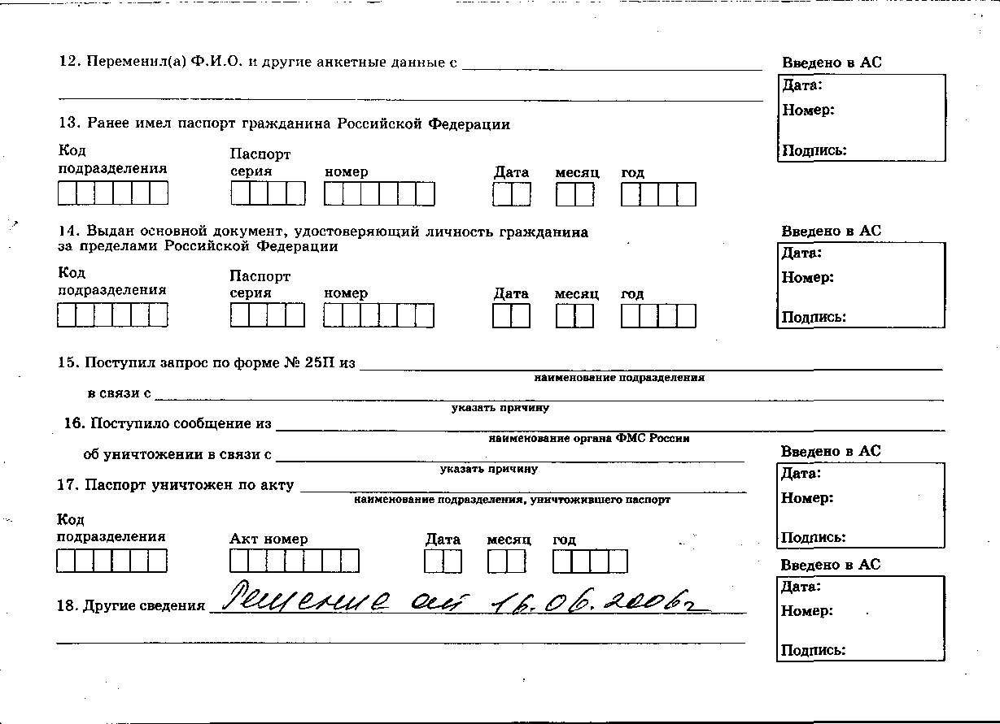 12. Переменил(а) Ф.И.О. и другие анкетные данные с
Введено в АС
Дата:
Номер:
Подпись:
13. Ранее имел паспорт гражданина Российской Федерации
Код подразделения
Паспорт серия номер
Дата месяц год
14. Выдан основной документ, удостоверяющий личность гражданина
за пределами Российской Федерации
Введено в АС
Дата:
Номер:
Подпись:
Код подразделения
Паспорт серия номер
Дата месяц год
15. Поступил запрос по форме № 25П из
наименование подразделения
в связи с
указать причину
16. Поступило сообщение из
наименование органа ФМС России
об уничтожении в связи с
указать причину
Введено в АС
Дата:
Номер:
Подпись:
17. Паспорт уничтожен по акту
наименование подразделения, уничтожившего паспорт
Код подразделения
Акт номер
Дата месяц год
Введено в АС
Дата:
Номер:
Подпись:
18. Другие сведения Решение от 16.06.2006г